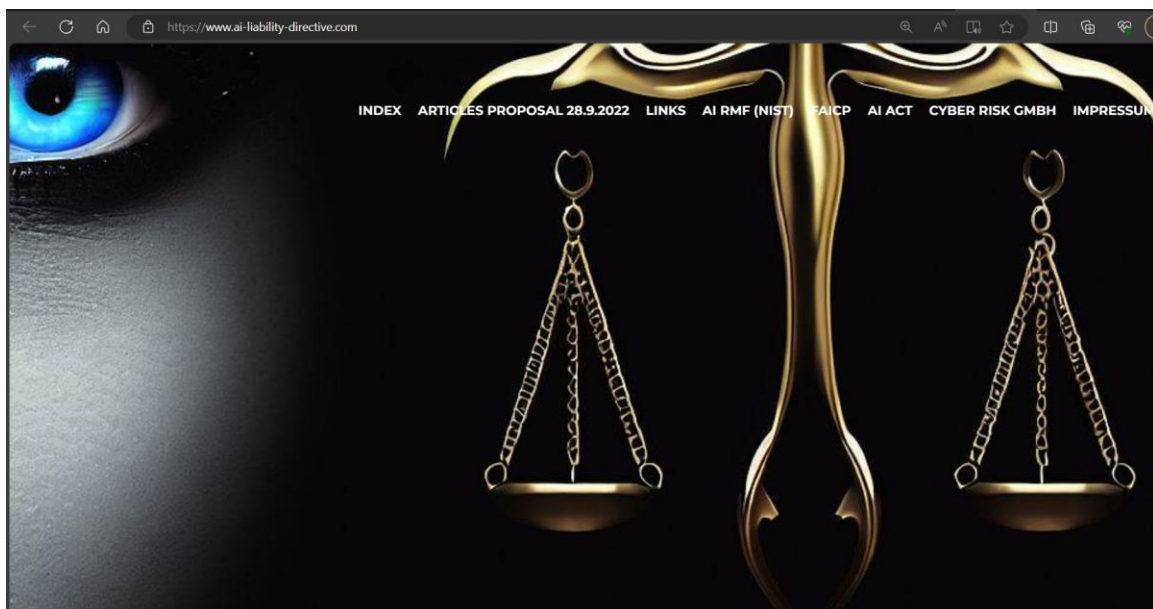 https://www.ai-liability-directive.com
INDEX ARTICLES PROPOSAL 28.9.2022 LINKS AI RMF (NIST) FAICP AI ACT CYBER RISK GMBH IMPRESSUM